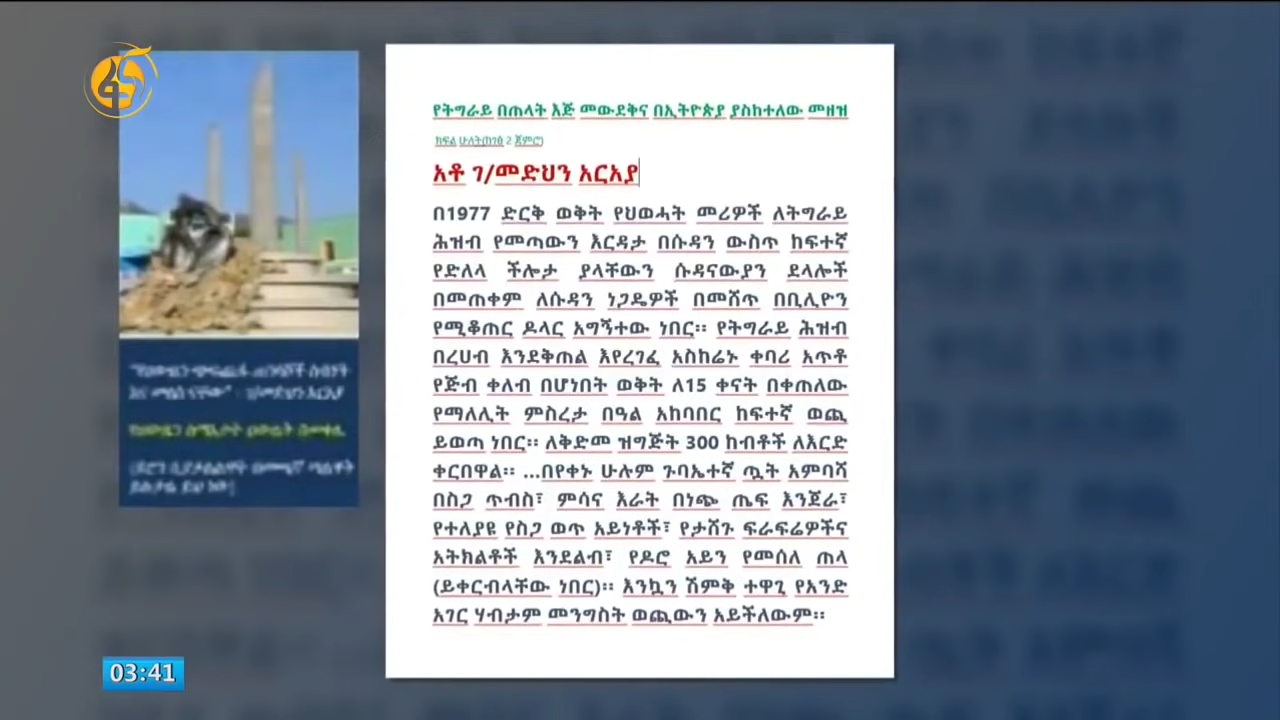 የትግራይ በጠላት እጅ መውደቅና በኢትዮጵያ ያስከተለው መዘዝ
ክፍል ሁለት(ከገፅ 2 ጀምሮ)
አቶ ገ/መድህን አርአያ
በ1977 ድርቅ ወቅት የህወሓት መሪዎች ለትግራይ
ሕዝብ የመጣውን እርዳታ በሱዳን ውስጥ ከፍተኛ
የድለላ ችሎታ ያላቸውን ሱዳናውያን ደላሎች
በመጠቀም ለሱዳን ነጋዴዎች በመሸጥ በቢሊዮን
የሚቆጠር ዶላር አግኝተው ነበር። የትግራይ ሕዝብ
በረሀብ እንደቅጠል እየረገፈ አስከሬኑ ቀባሪ አጥቶ
የጅብ ቀለብ በሆነበት ወቅት ለ15 ቀናት በቀጠለው
የማለሊት ምስረታ በዓል አከባበር ከፍተኛ ወጪ
ይወጣ ነበር። ለቅድመ ዝግጅት 300 ከብቶች ለእርድ
ቀርበዋል። ...በየቀኑ ሁሉም ጉባኤተኛ ጧት አምባሻ
በስጋ ጥብስ፣ ምሳና እራት በነጭ ጤፍ እንጀራ፣
የተለያዩ የስጋ ወጥ አይነቶች፣ የታሸጉ ፍራፍሬዎችና
አትክልቶች እንደልብ፣ የዶሮ አይን የመሰለ ጠላ
(ይቀርብላቸው ነበር)። እንኳን ሽምቅ ተዋጊ የአንድ
አገር ሃብታም መንግስት ወጪውን አይችለውም።
03:41